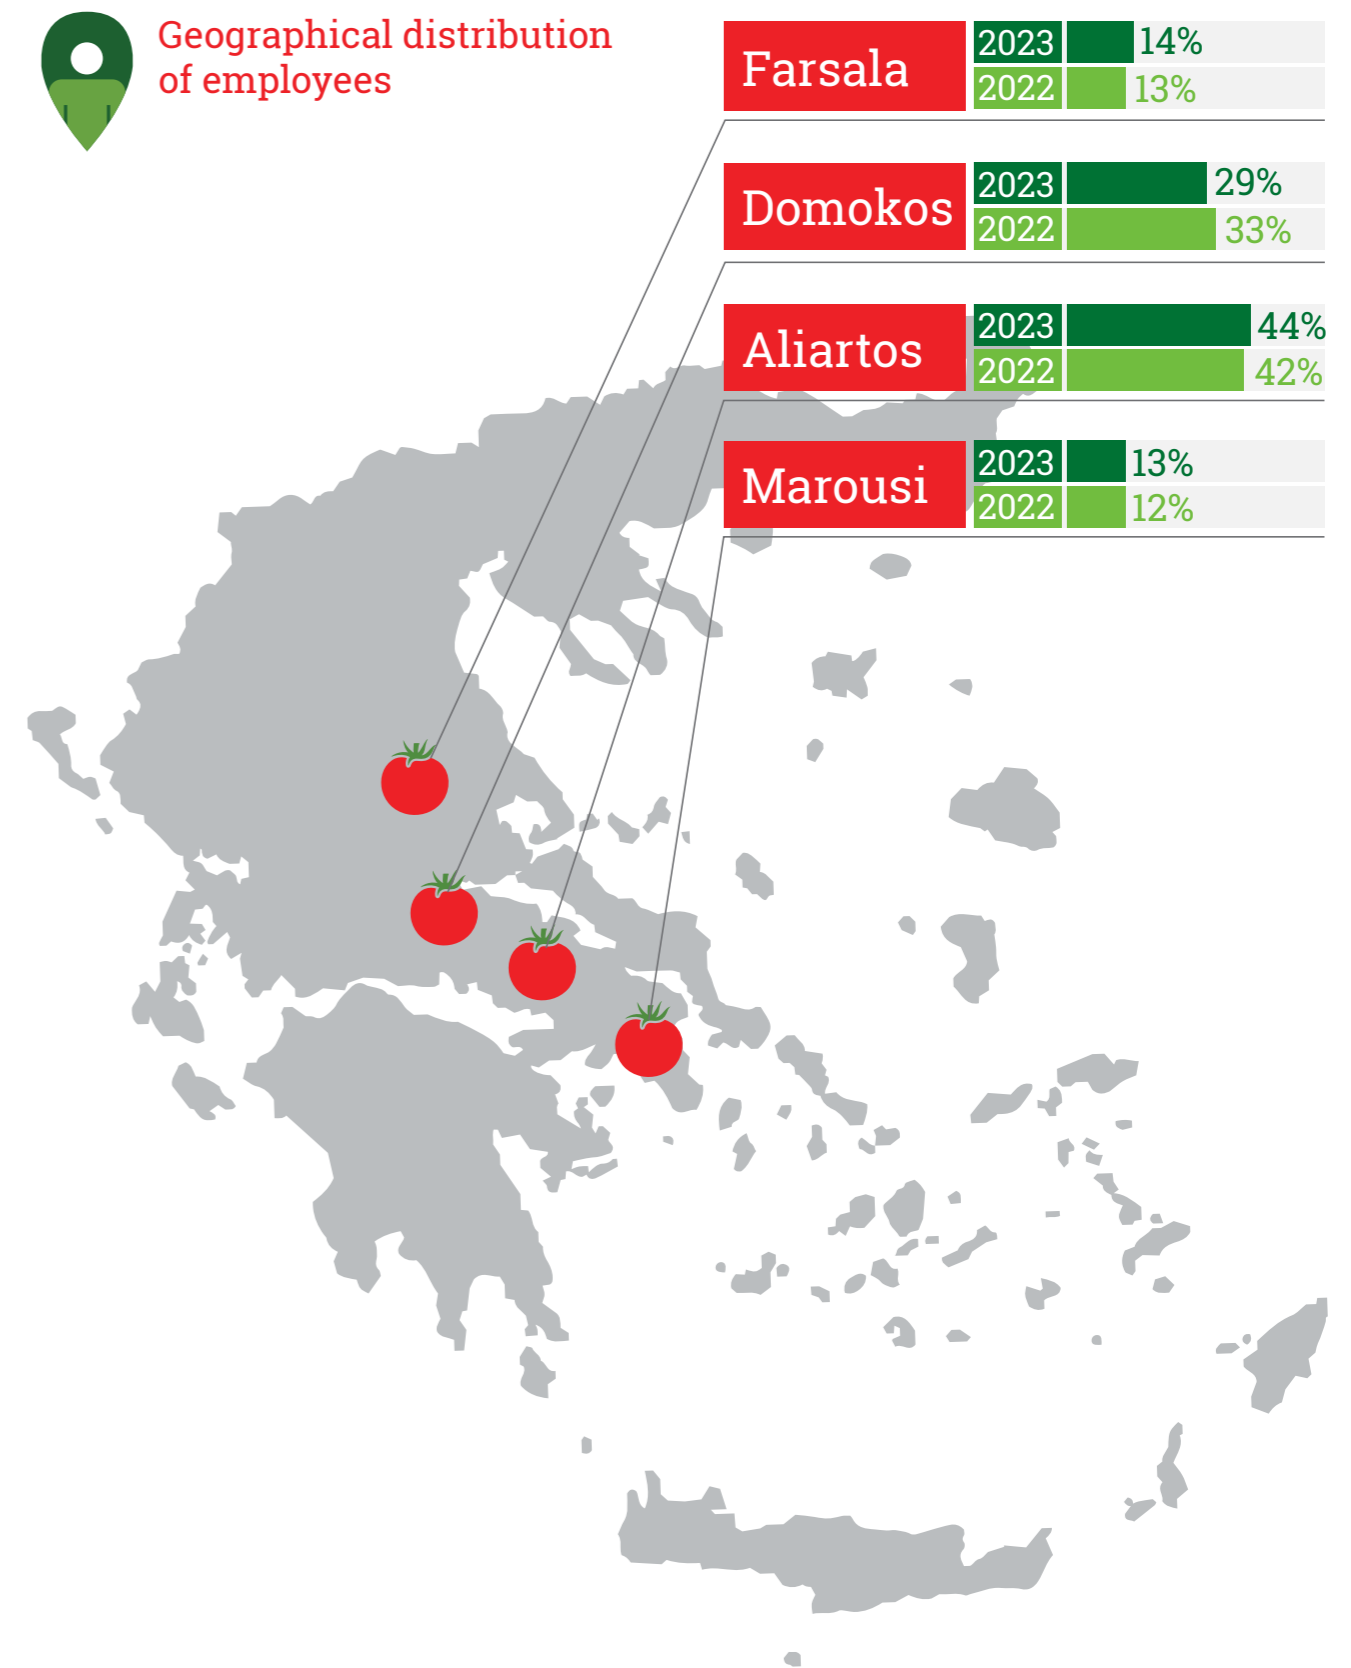 Geographical distribution
of employees
Farsala
2023 14%
2022 13%
Domokos
2023 29%
2022 33%
Aliartos
2023 44%
2022 42%
Marousi
2023 13%
2022 12%